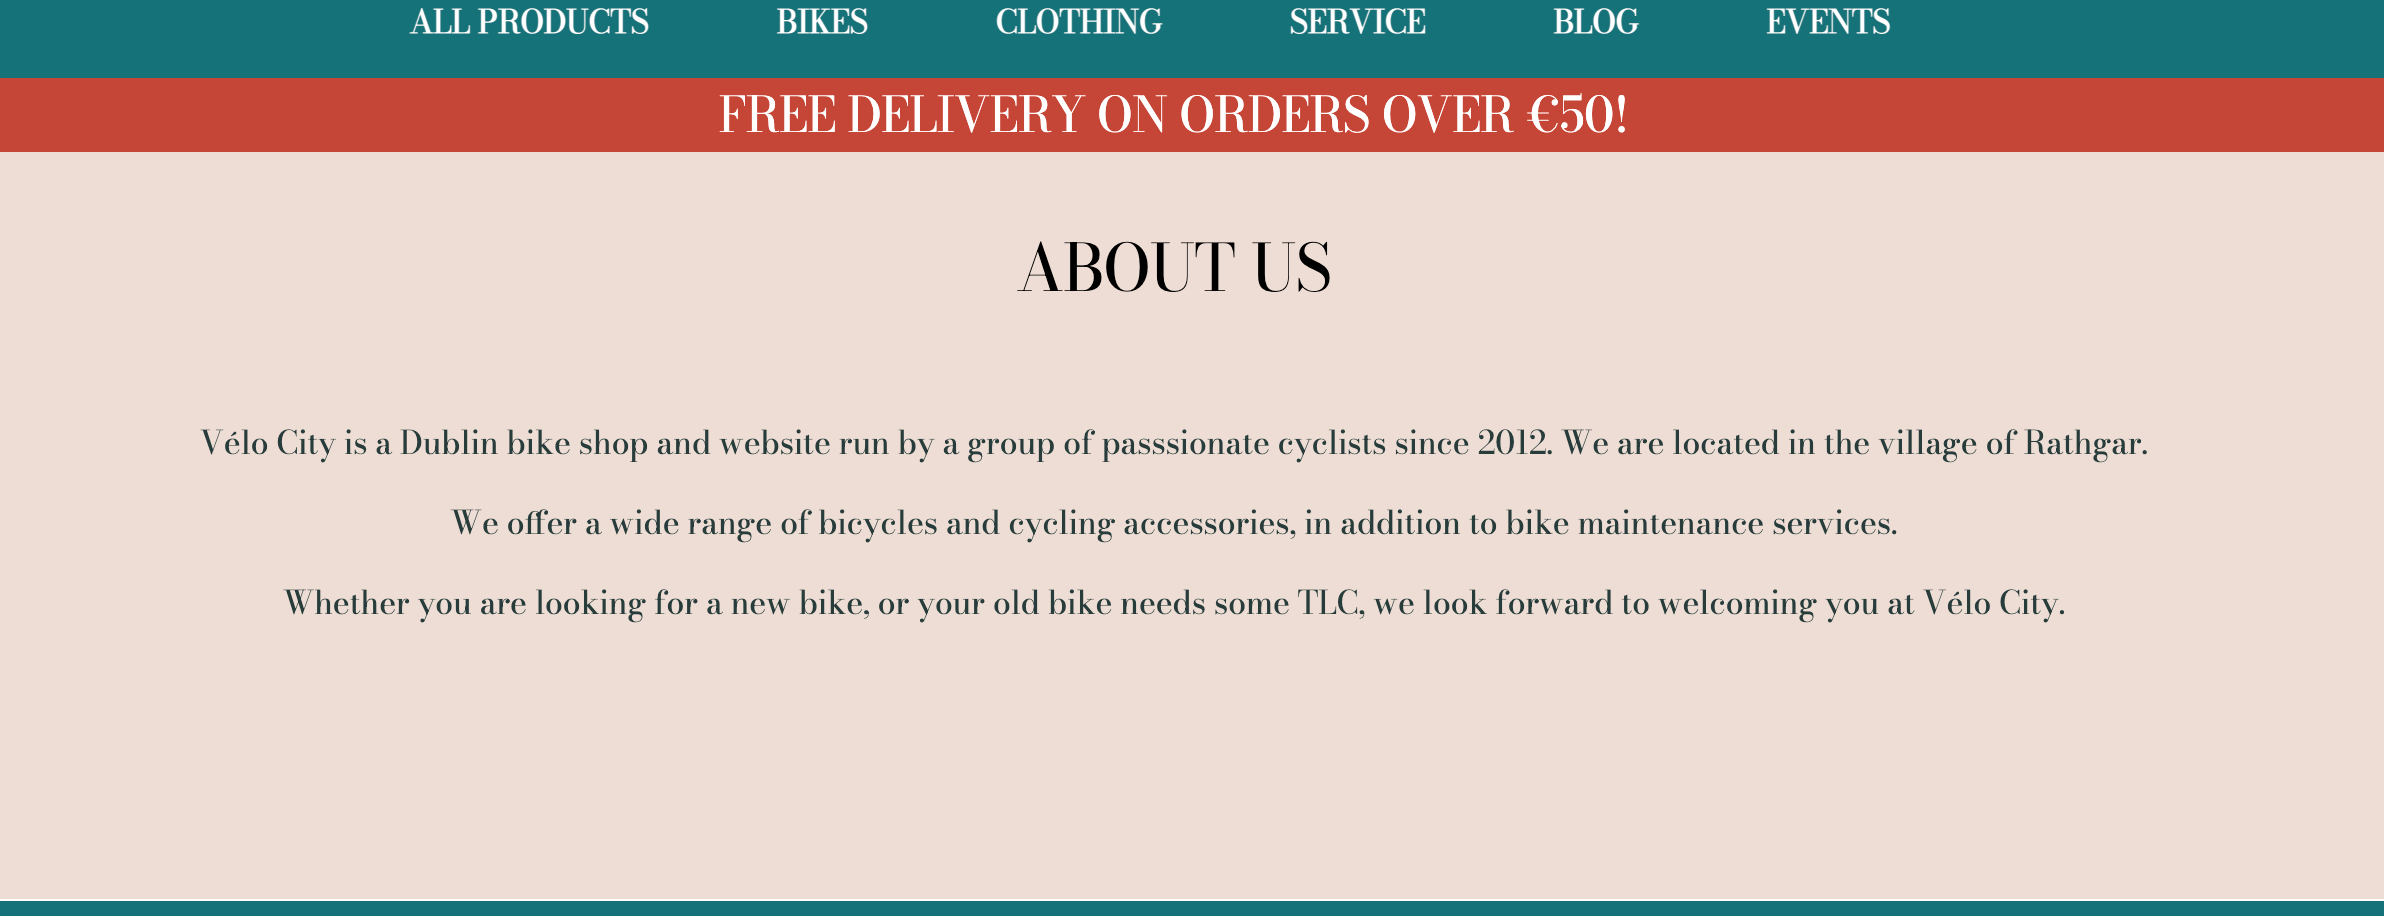 ALL PRODUCTS BIKES CLOTHING SERVICE BLOG EVENTS
FREE DELIVERY ON ORDERS OVER €50!
ABOUT US
Vélo City is a Dublin bike shop and website run by a group of passsionate cyclists since 2012. We are located in the village of Rathgar.
We offer a wide range of bicycles and cycling accessories, in addition to bike maintenance services.
Whether you are looking for a new bike, or your old bike needs some TLC, we look forward to welcoming you at Vélo City.